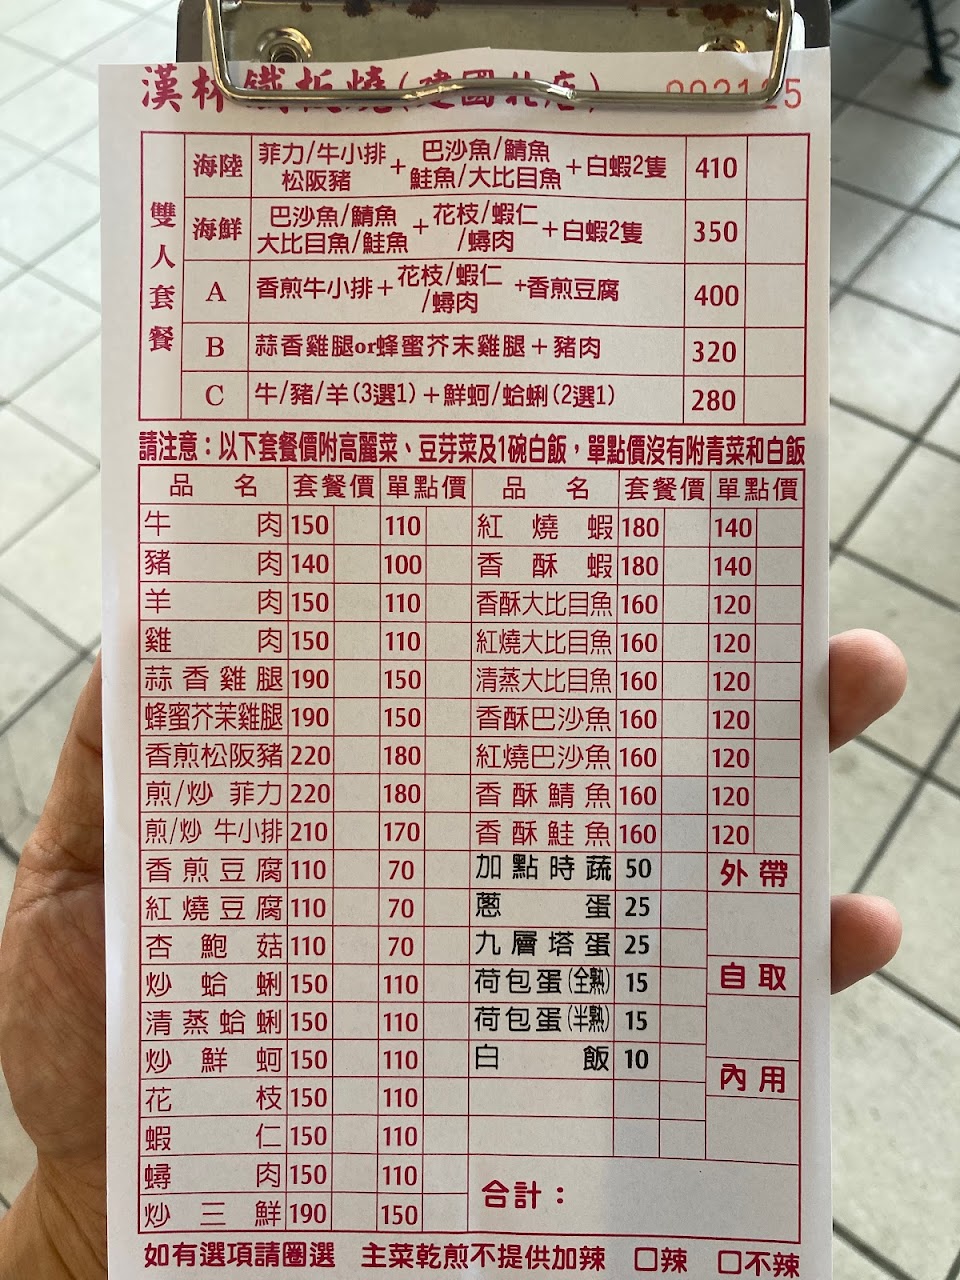 漢林鐵板燒(建國北店)
雙人套餐
海陸 菲力/牛小排 松阪豬 + 巴沙魚/鯖魚 鮭魚/大比目魚 +白蝦2隻 410
海鮮 巴沙魚/鯖魚 大比目魚/鮭魚 + 花枝/蝦仁 /蟳肉 +白蝦2隻 350
A 香煎牛小排+ 花枝/蝦仁 /蟳肉 +香煎豆腐 400
B 蒜香雞腿or蜂蜜芥末雞腿+豬肉 320
C 牛/豬/羊(3選1)+鮮蚵/蛤蜊(2選1) 280
請注意：以下套餐價附高麗菜、豆芽菜及1碗白飯，單點價沒有附青菜和白飯
品名 套餐價 單點價 品名 套餐價 單點價
牛肉 150 110 紅燒蝦 180 140
豬肉 140 100 香酥蝦 180 140
羊肉 150 110 香酥大比目魚 160 120
雞肉 150 110 紅燒大比目魚 160 120
蒜香雞腿 190 150 清蒸大比目魚 160 120
蜂蜜芥茉雞腿 190 150 香酥巴沙魚 160 120
香煎松阪豬 220 180 紅燒巴沙魚 160 120
煎/炒 菲力 220 180 香酥鯖魚 160 120
煎/炒 牛小排 210 170 香酥鮭魚 160 120
香煎豆腐 110 70 加點時蔬 50 外帶
紅燒豆腐 110 70 蔥蛋 25
杏鮑菇 110 70 九層塔蛋 25
炒蛤蜊 150 110 荷包蛋(全熟) 15 自取
清蒸蛤蜊 150 110 荷包蛋(半熟) 15
炒鮮蚵 150 110 白飯 10 內用
花枝 150 110
蝦仁 150 110
蟳肉 150 110
炒三鮮 190 150 合計：
如有選項請圈選 主菜乾煎不提供加辣 □辣 □不辣